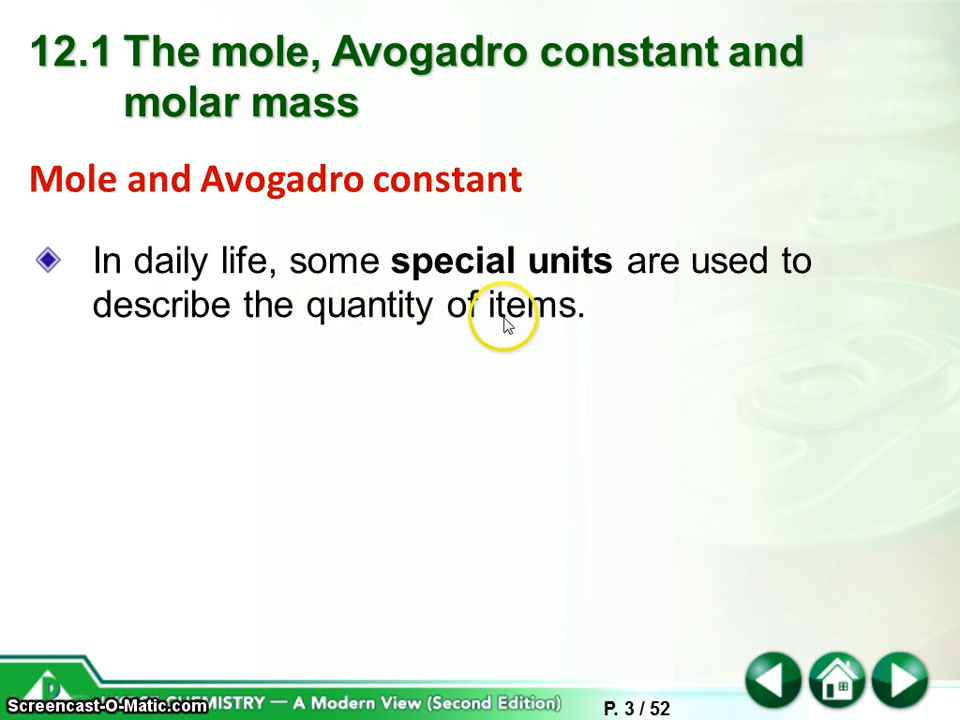 12.1 The mole, Avogadro constant and
molar mass
Mole and Avogadro constant
In daily life, some special units are used to
describe the quantity of items.
CHEMISTRY — A Modern View (Second Edition)
Screencast-O-Matic.com
P. 3 / 52